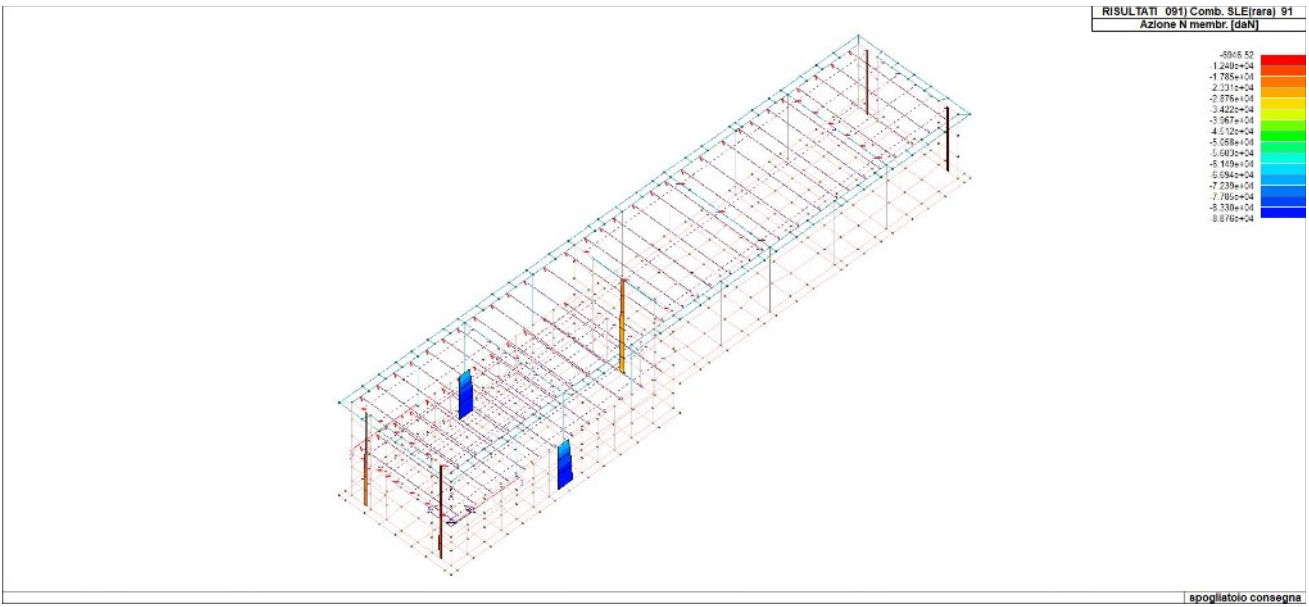 RISULTATI 091) Comb. SLE(rara) 91
Azione N membr. [daN]
-6946.52
-1.240e+04
-1.785e+04
-2.331e+04
-2.876e+04
-3.422e+04
-3.967e+04
-4.512e+04
-5.058e+04
-5.603e+04
-6.149e+04
-6.694e+04
-7.239e+04
-7.785e+04
-8.330e+04
-8.876e+04
spogliatoio consegna